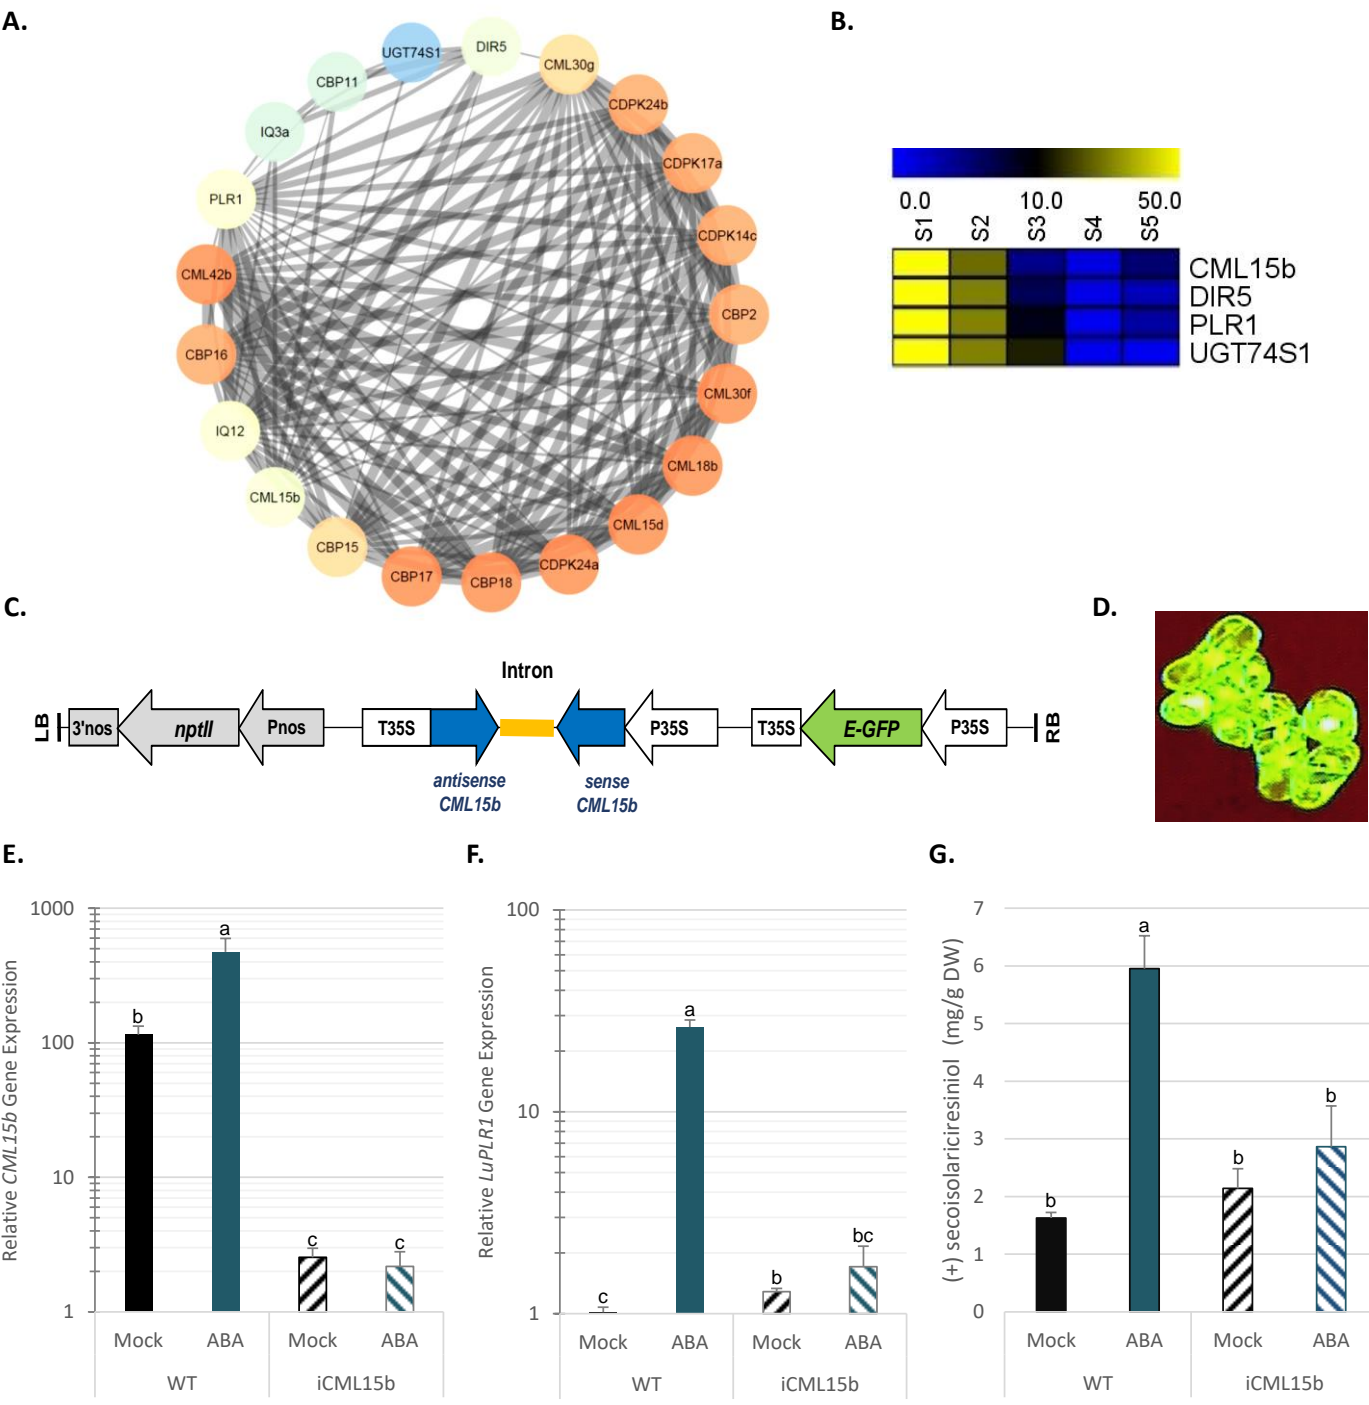 A.
UGT74S1
DIR5
CML30g
CBP11
CDPK24b
IQ3a
CDPK17a
PLR1
CDPK14c
CML42b
CBP2
CBP16
CML30f
IQ12
CML18b
CML15b
CML15d
CBP15
CDPK24a
CBP17
CBP18
B.
0.0 10.0 50.0
S1 S2 S3 S4 S5
CML15b
DIR5
PLR1
UGT74S1
C.
Intron
LB 3'nos nptII Pnos T35S P35S T35S E-GFP P35S RB
antisense sense
CML15b CML15b
D.
E.
Relative CML15b Gene Expression
1000
100
10
1
b a c c
Mock ABA Mock ABA
WT iCML15b
F.
Relative LuPLR1 Gene Expression
100
10
1
c a b bc
Mock ABA Mock ABA
WT iCML15b
G.
(+) secoisolariciresiniol (mg/g DW)
7
6
5
4
3
2
1
0
b a b b
Mock ABA Mock ABA
WT iCML15b